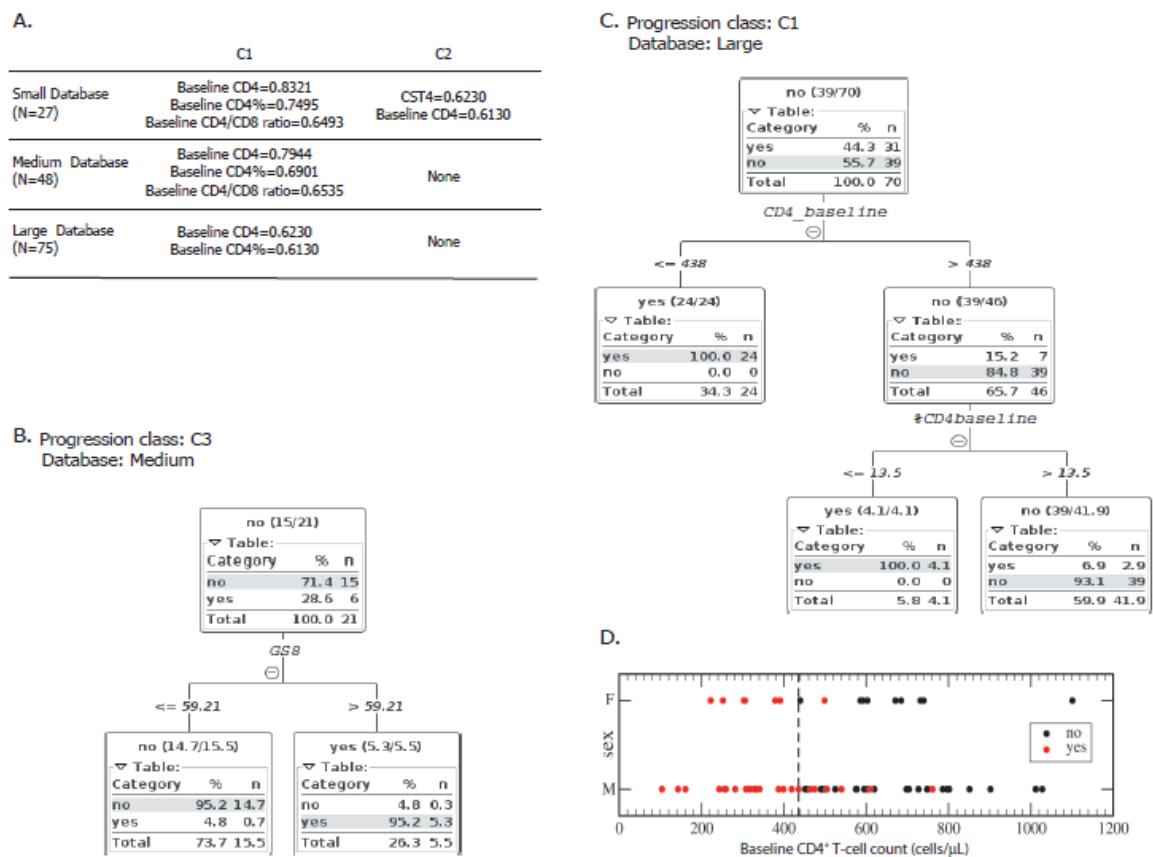 A.
C1 C2
Small Database
(N=27)
Baseline CD4=0.8321
Baseline CD4%=0.7495
Baseline CD4/CD8 ratio=0.6493
CST4=0.6230
Baseline CD4=0.6130
Medium Database
(N=48)
Baseline CD4=0.7944
Baseline CD4%=0.6901
Baseline CD4/CD8 ratio=0.6535
None
Large Database
(N=75)
Baseline CD4=0.6230
Baseline CD4%=0.6130
None
B. Progression class: C3
Database: Medium
no (15/21)
Table:
Category % n
no 71.4 15
yes 28.6 6
Total 100.0 21
GS8
<= 59.21
> 59.21
no (14.7/15.5)
Table:
Category % n
no 95.2 14.7
yes 4.8 0.7
Total 73.7 15.5
yes (5.3/5.5)
Table:
Category % n
no 4.8 0.3
yes 95.2 5.3
Total 26.3 5.5
C. Progression class: C1
Database: Large
no (39/70)
Table:
Category % n
yes 44.3 31
no 55.7 39
Total 100.0 70
CD4_baseline
<= 438
> 438
yes (24/24)
Table:
Category % n
yes 100.0 24
no 0.0 0
Total 34.3 24
no (39/46)
Table:
Category % n
yes 15.2 7
no 84.8 39
Total 65.7 46
%CD4baseline
<= 13.5
> 13.5
yes (4.1/4.1)
Table:
Category % n
yes 100.0 4.1
no 0.0 0
Total 5.8 4.1
no (39/41.9)
Table:
Category % n
yes 6.9 2.9
no 93.1 39
Total 59.9 41.9
D.
F
sex
M
no
yes
0 200 400 600 800 1000 1200
Baseline CD4⁺ T-cell count (cells/µL)